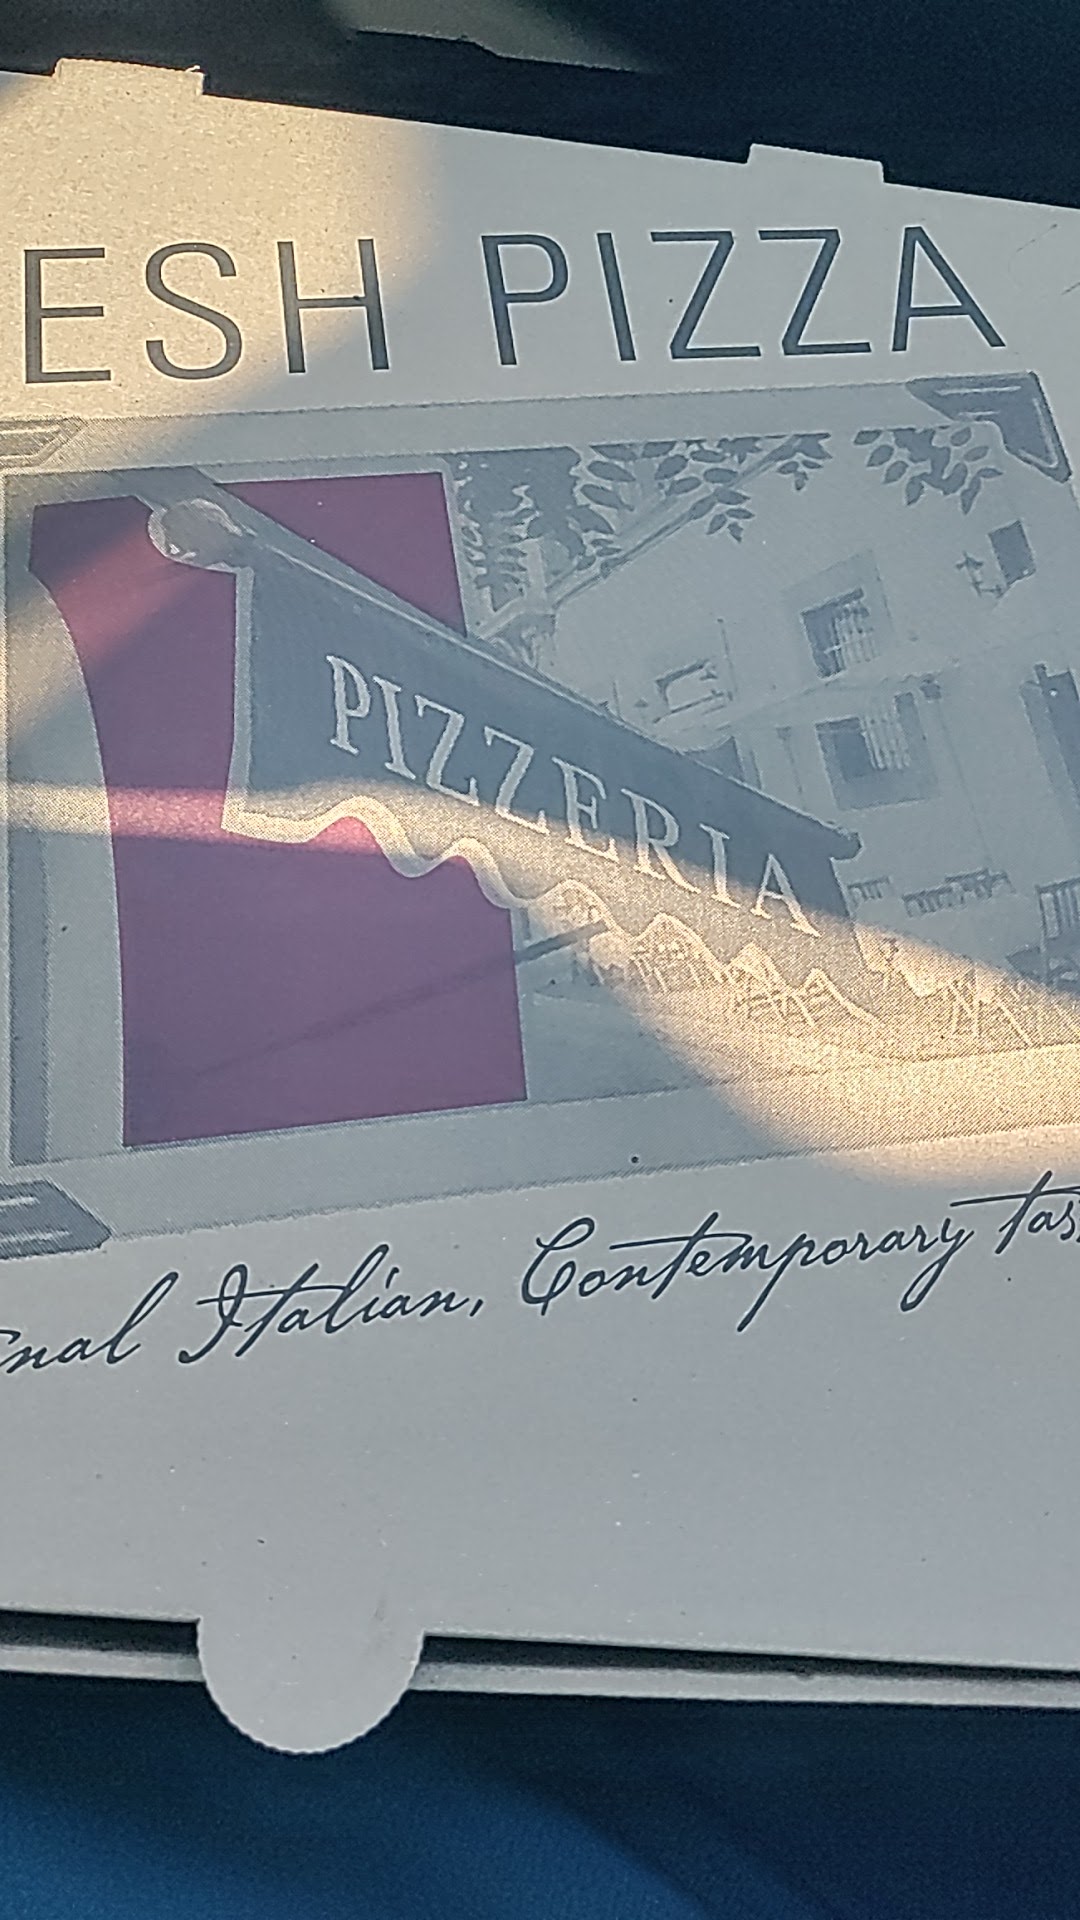 ESH PIZZA
PIZZERIA
nal Italian, Contemporary tas